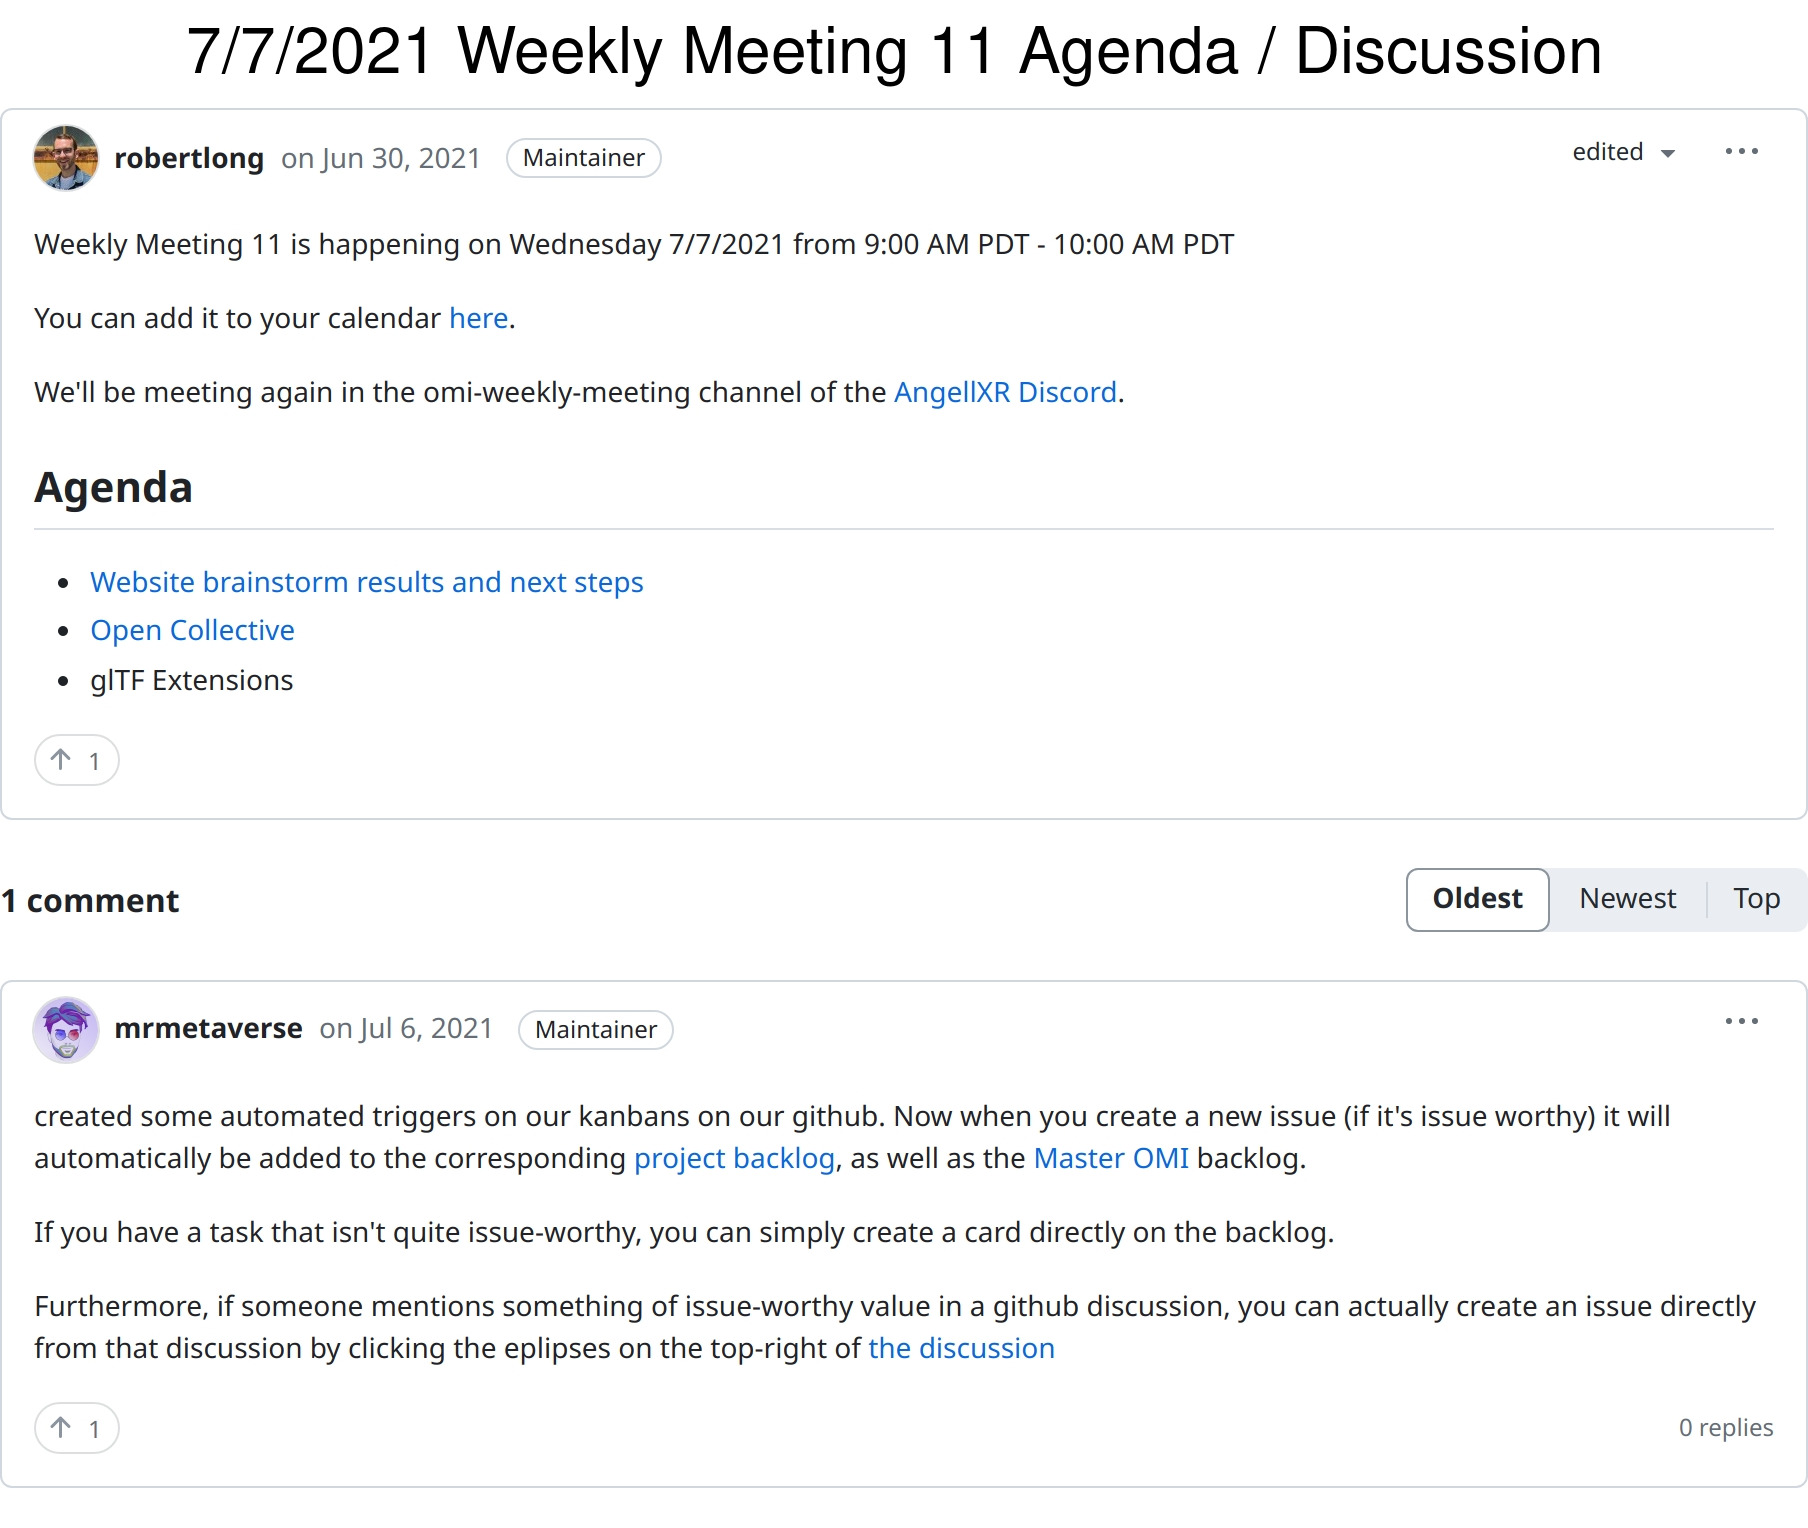 7/7/2021 Weekly Meeting 11 Agenda / Discussion
robertlong on Jun 30, 2021 Maintainer edited
Weekly Meeting 11 is happening on Wednesday 7/7/2021 from 9:00 AM PDT - 10:00 AM PDT
You can add it to your calendar here.
We'll be meeting again in the omi-weekly-meeting channel of the AngellXR Discord.
Agenda
Website brainstorm results and next steps
Open Collective
glTF Extensions
1
1 comment Oldest Newest Top
mrmetaverse on Jul 6, 2021 Maintainer
created some automated triggers on our kanbans on our github. Now when you create a new issue (if it's issue worthy) it will
automatically be added to the corresponding project backlog, as well as the Master OMI backlog.
If you have a task that isn't quite issue-worthy, you can simply create a card directly on the backlog.
Furthermore, if someone mentions something of issue-worthy value in a github discussion, you can actually create an issue directly
from that discussion by clicking the eplipses on the top-right of the discussion
1 0 replies